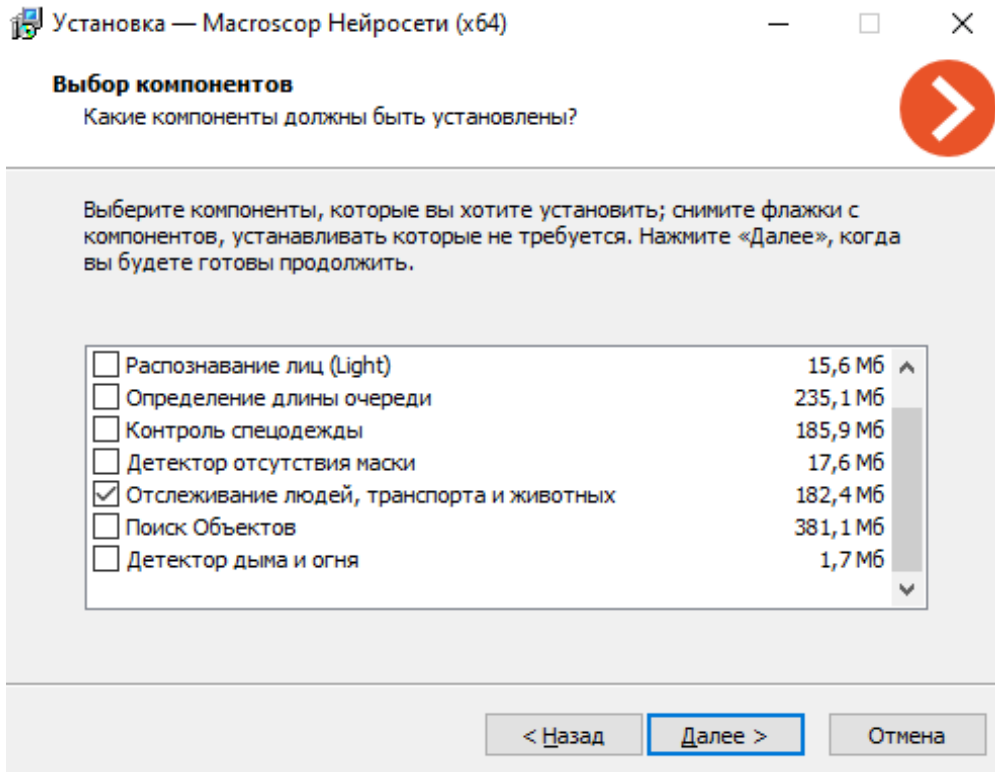 Установка — Macroscop Нейросети (x64)
Выбор компонентов
Какие компоненты должны быть установлены?
Выберите компоненты, которые вы хотите установить; снимите флажки с
компонентов, устанавливать которые не требуется. Нажмите «Далее», когда
вы будете готовы продолжить.
Распознавание лиц (Light) 15,6 Мб
Определение длины очереди 235,1 Мб
Контроль спецодежды 185,9 Мб
Детектор отсутствия маски 17,6 Мб
Отслеживание людей, транспорта и животных 182,4 Мб
Поиск Объектов 381,1 Мб
Детектор дыма и огня 1,7 Мб
< Назад Далее > Отмена